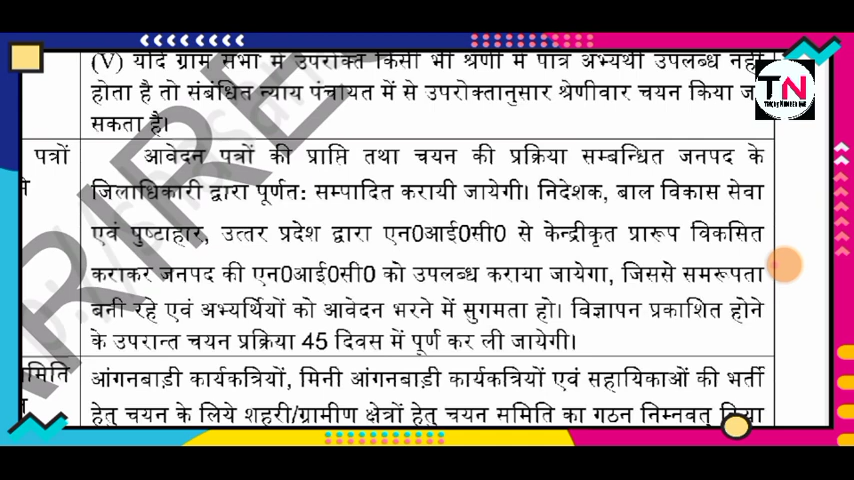 (V) यदि ग्राम सभा में उपरोक्त किसी भी श्रेणी में पात्र अभ्यर्थी उपलब्ध नही
होता है तो संबंधित न्याय पंचायत में से उपरोक्तानुसार श्रेणीवार चयन किया ज
सकता है।
पत्रों
आवेदन पत्रों की प्राप्ति तथा चयन की प्रक्रिया सम्बन्धित जनपद के
जिलाधिकारी द्वारा पूर्णत: सम्पादित करायी जायेगी। निदेशक, बाल विकास सेवा
एवं पुष्टाहार, उत्तर प्रदेश द्वारा एन0आई0सी0 से केन्द्रीकृत प्रारूप विकसित
कराकर जनपद की एन0आई0सी0 को उपलब्ध कराया जायेगा, जिससे समरूपता
बनी रहे एवं अभ्यर्थियों को आवेदन भरने में सुगमता हो। विज्ञापन प्रकाशित होने
के उपरान्त चयन प्रक्रिया 45 दिवस में पूर्ण कर ली जायेगी।
मिति
आंगनबाड़ी कार्यकत्रियों, मिनी आंगनबाड़ी कार्यकत्रियों एवं सहायिकाओं की भर्ती
हेतु चयन के लिये शहरी/ग्रामीण क्षेत्रों हेतु चयन समिति का गठन निम्नवत् किया
TN